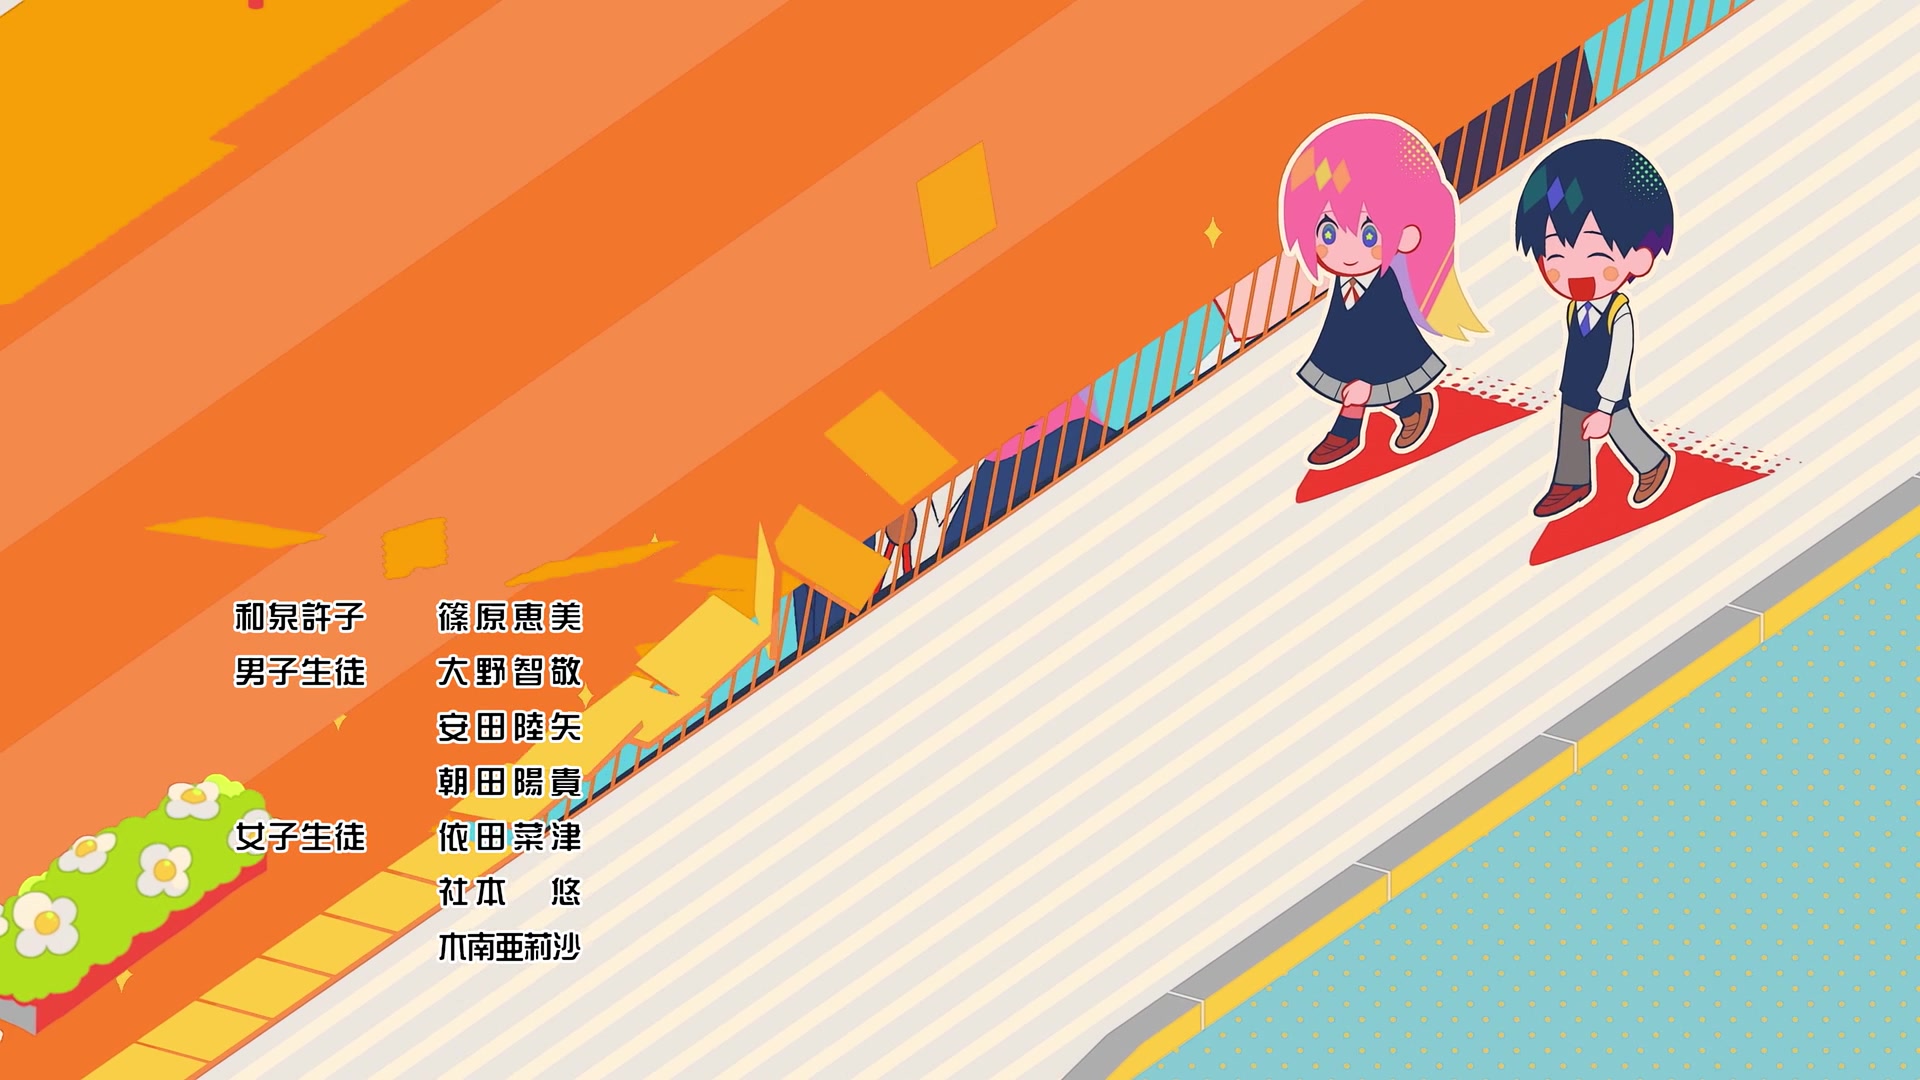 和泉許子 篠原恵美
男子生徒 大野智敬
安田陸矢
朝田陽貴
女子生徒 依田菜津
社本 悠
木南亜莉沙